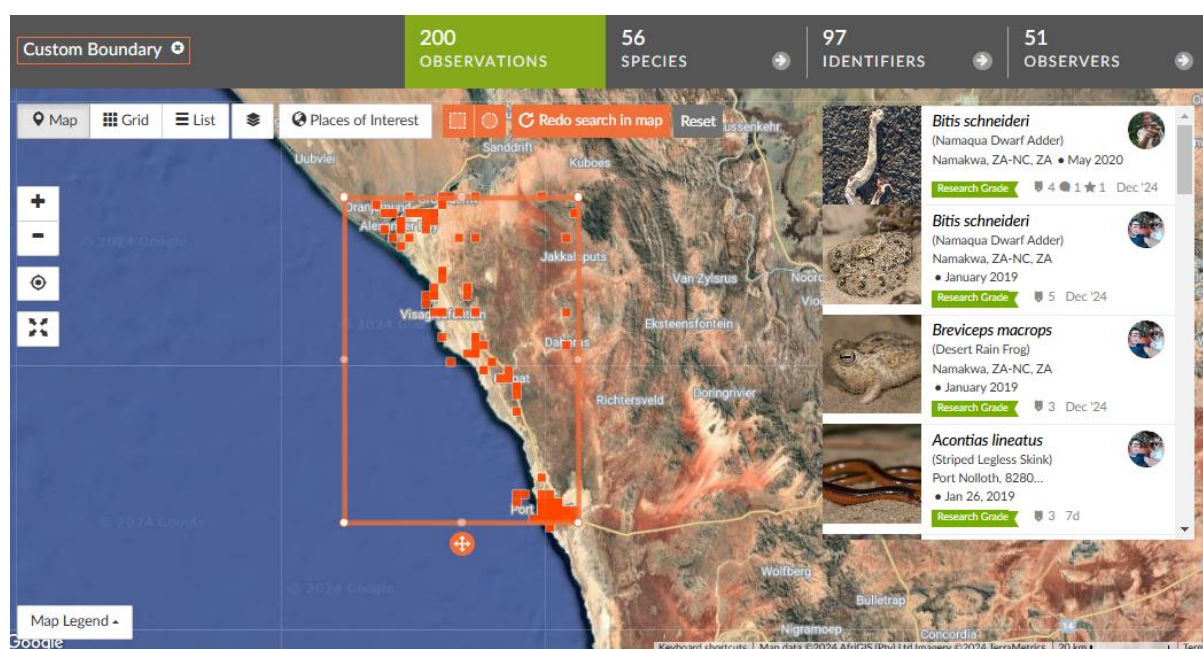 Custom Boundary
200
OBSERVATIONS
56
SPECIES
97
IDENTIFIERS
51
OBSERVERS
Map
Grid
List
Places of Interest
Redo search in map
Reset
ussenkehr
Sanddrift
Uubvlei
Kuboes
Oranjemund
Jakkalsputs
Van Zylsrus
Eksteensfontein
Richtersveld
Doringrivier
Port
Wolfberg
Bulletrap
Nigramoep
Concordia
14
© 2024 Google
© 2024 Google
© 2024 Google
Bitis schneideri
(Namaqua Dwarf Adder)
Namakwa, ZA-NC, ZA • May 2020
Research Grade 4 1 1 Dec '24
Bitis schneideri
(Namaqua Dwarf Adder)
Namakwa, ZA-NC, ZA
• January 2019
Research Grade 5 Dec '24
Breviceps macrops
(Desert Rain Frog)
Namakwa, ZA-NC, ZA
• January 2019
Research Grade 3 Dec '24
Acontias lineatus
(Striped Legless Skink)
Port Nolloth, 8280...
• Jan 26, 2019
Research Grade 3 7d
Map Legend
Google
Keyboard shortcuts
Map data ©2024 AfriGIS (Pty) Ltd Imagery ©2024 TerraMetrics
20 km
Term